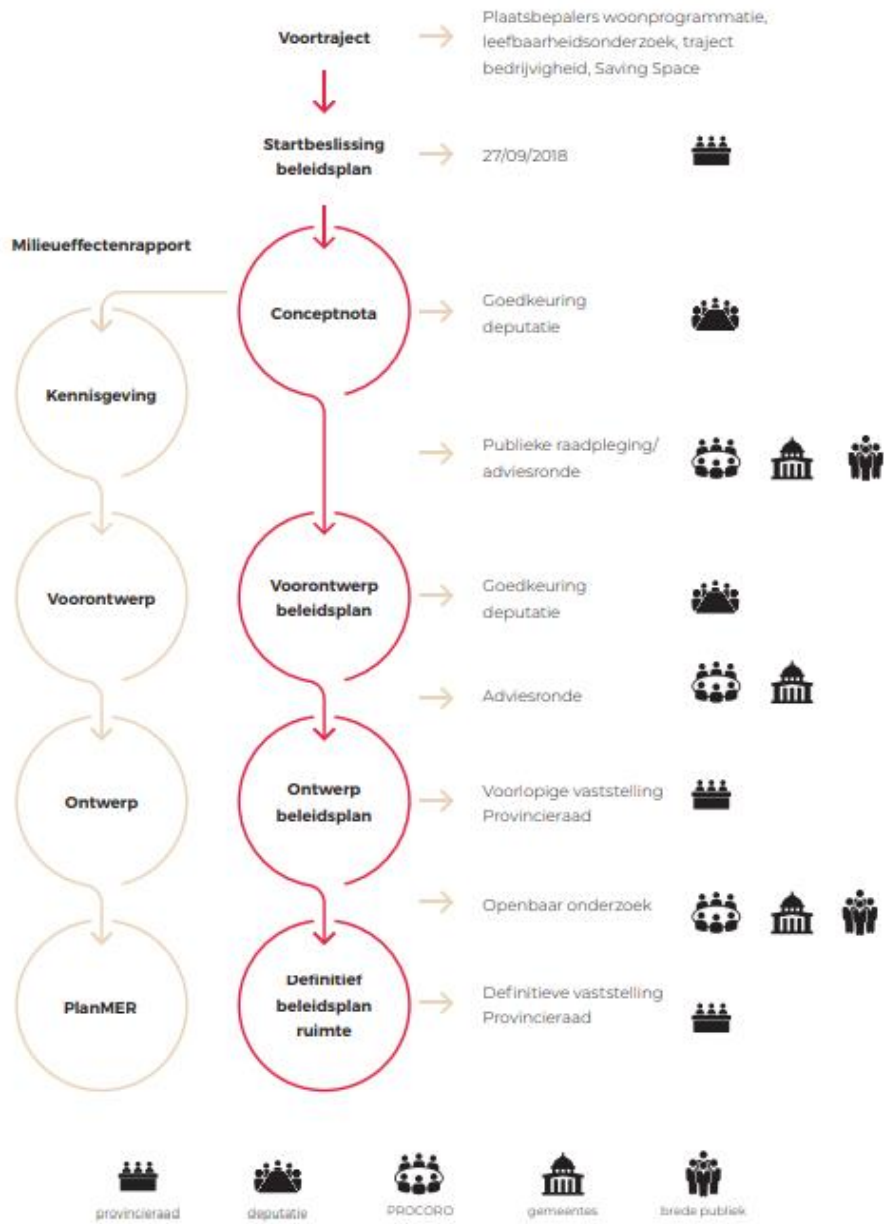 Voortraject
Plaatsbepalers woonprogrammatie,
leefbaarheidsonderzoek, traject
bedrijvigheid, Saving Space
Startbeslissing
beleidsplan
27/09/2018
Milieueffectenrapport
Conceptnota
Goedkeuring
deputatie
Kennisgeving
Publieke raadpleging/
adviesronde
Voorontwerp
Voorontwerp
beleidsplan
Goedkeuring
deputatie
Adviesronde
Ontwerp
Ontwerp
beleidsplan
Voorlopige vaststelling
Provincieraad
Openbaar onderzoek
PlanMER
Definitief
beleidsplan
ruimte
Definitieve vaststelling
Provincieraad
provincieraad
deputatie
PROCORO
gemeentes
brede publiek